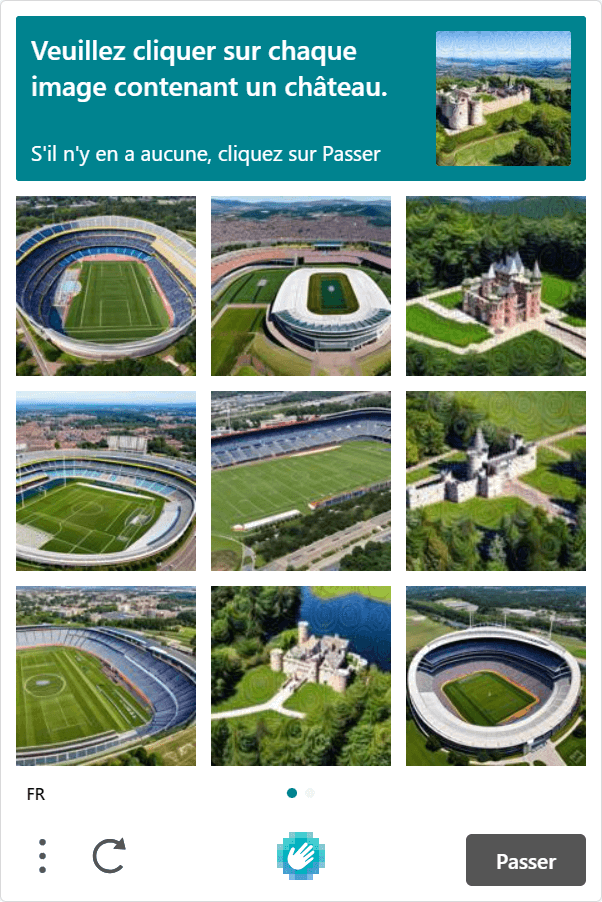 Veuillez cliquer sur chaque
image contenant un château.
S'il n'y en a aucune, cliquez sur Passer
FR
Passer